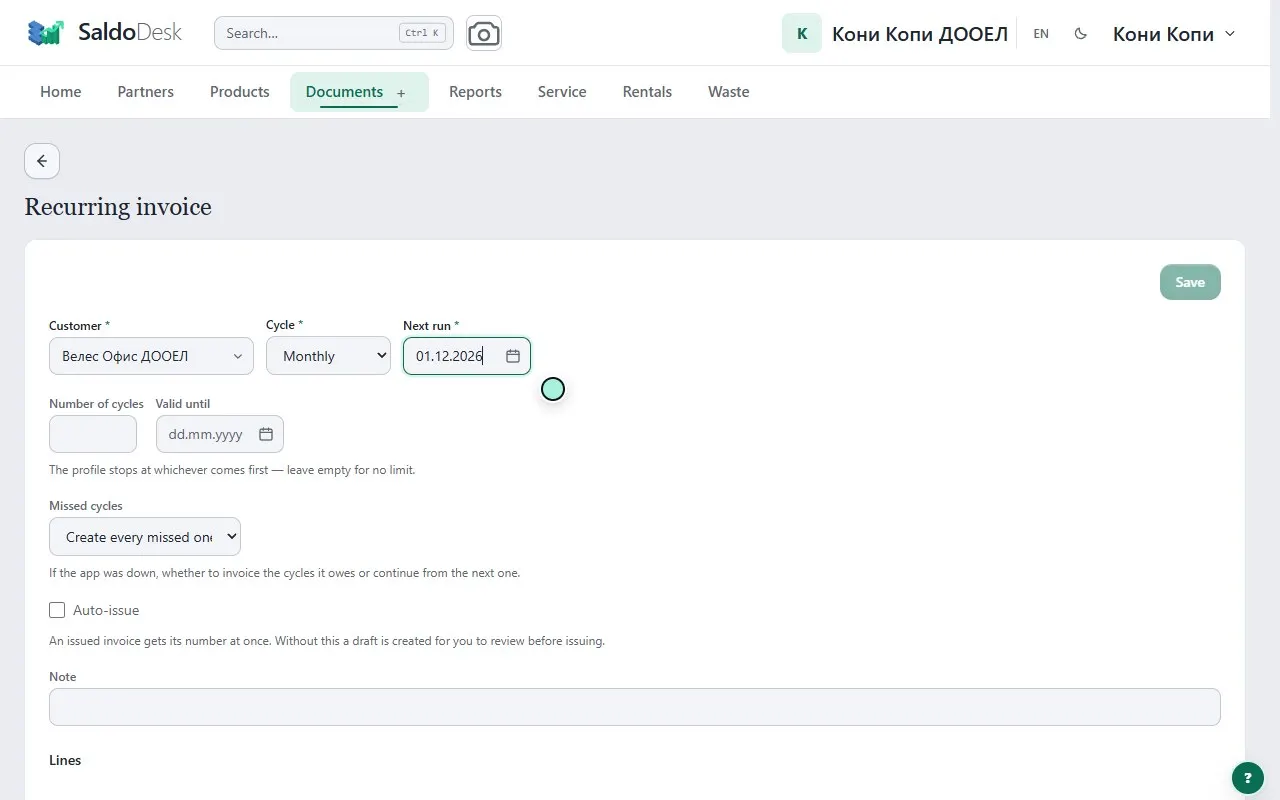 SaldoDesk
Search... Ctrl K
K Кони Копи ДООЕЛ EN Кони Копи
Home Partners Products Documents + Reports Service Rentals Waste
Recurring invoice
Save
Customer * Cycle * Next run *
Велес Офис ДООЕЛ Monthly 01.12.2026
Number of cycles Valid until
dd.mm.yyyy
The profile stops at whichever comes first — leave empty for no limit.
Missed cycles
Create every missed one
If the app was down, whether to invoice the cycles it owes or continue from the next one.
Auto-issue
An issued invoice gets its number at once. Without this a draft is created for you to review before issuing.
Note
Lines
?